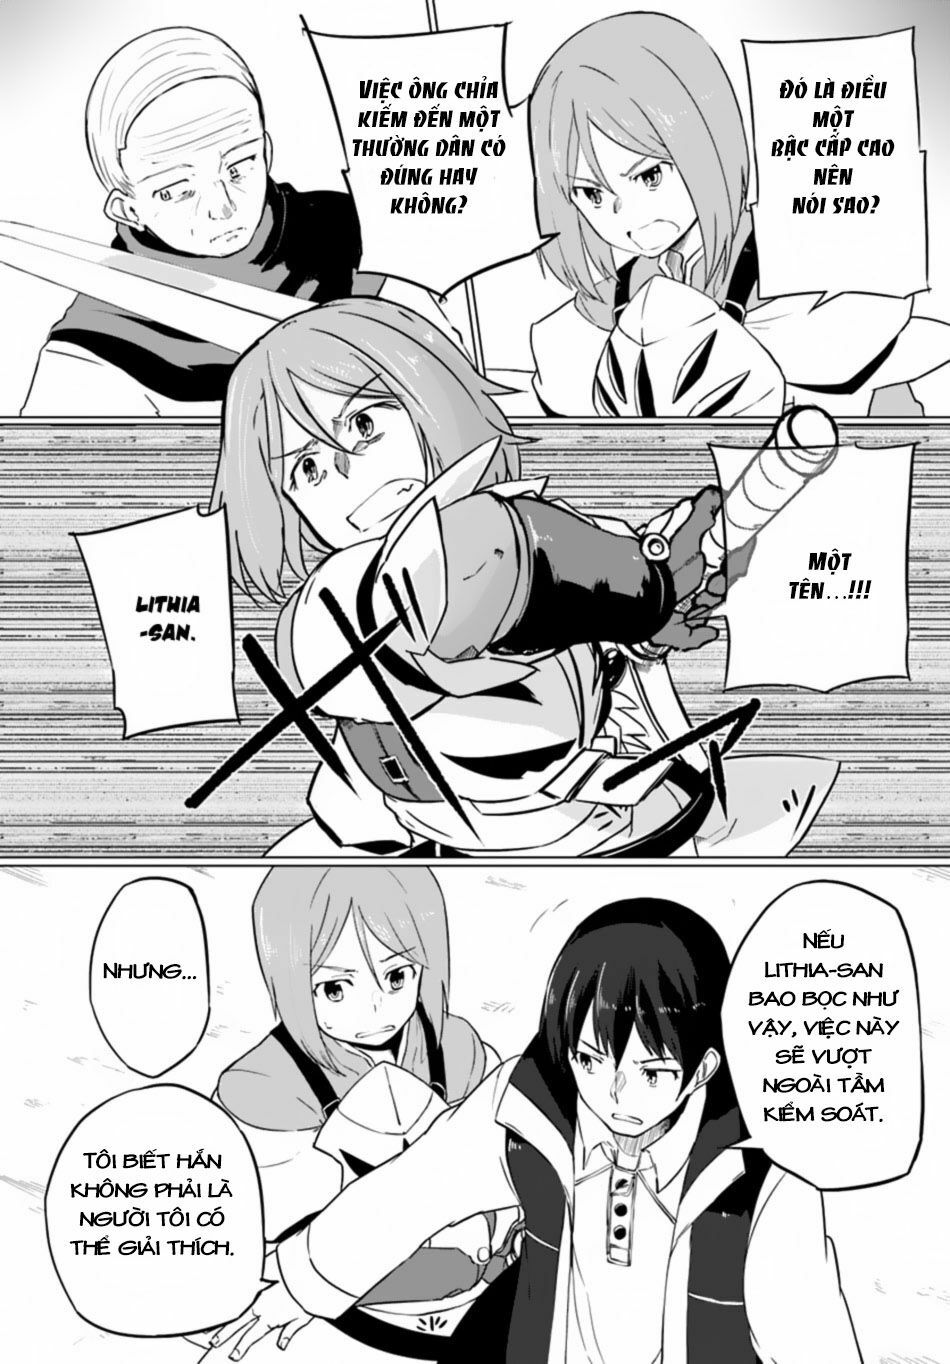 ĐÓ LÀ ĐIỀU
MỘT
BẬC CẤP CAO
NÊN
NÓI SAO?
VIỆC ÔNG CHỈA
KIẾM ĐẾN MỘT
THƯỜNG DÂN CÓ
ĐÚNG HAY
KHÔNG?
MỘT
TÊN...!!!
LITHIA
-SAN.
NẾU
LITHIA-SAN
BAO BỌC NHƯ
VẬY, VIỆC NÀY
SẼ VƯỢT
NGOÀI TẦM
KIỂM SOÁT.
NHƯNG...
TÔI BIẾT HẮN
KHÔNG PHẢI LÀ
NGƯỜI TÔI CÓ
THỂ GIẢI THÍCH.